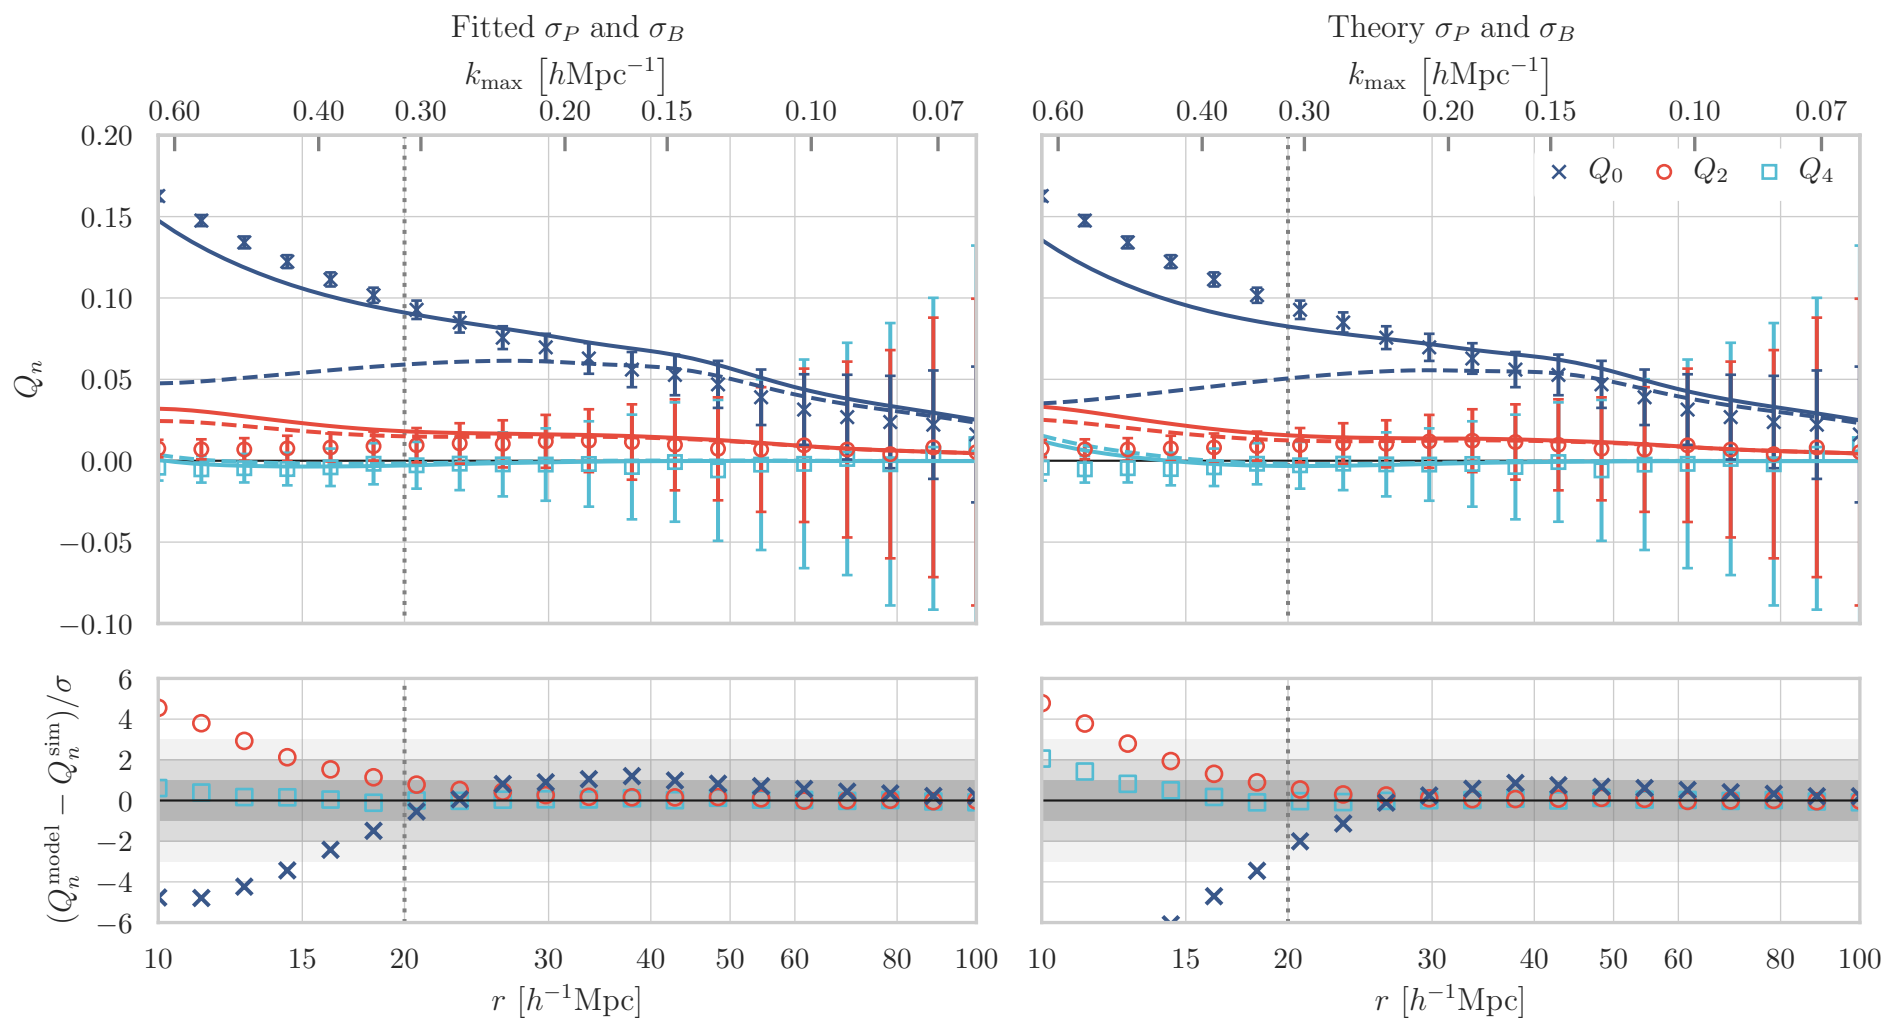 Fitted σ_P and σ_B
k_max [hMpc⁻¹]
0.60 0.40 0.30 0.20 0.15 0.10 0.07
Theory σ_P and σ_B
k_max [hMpc⁻¹]
0.60 0.40 0.30 0.20 0.15 0.10 0.07
Q_n
0.20
0.15
0.10
0.05
0.00
−0.05
−0.10
Q_0 Q_2 Q_4
(Q_n^model − Q_n^sim)/σ
6
4
2
0
−2
−4
−6
10 15 20 30 40 50 60 80 100
r [h⁻¹Mpc]
10 15 20 30 40 50 60 80 100
r [h⁻¹Mpc]